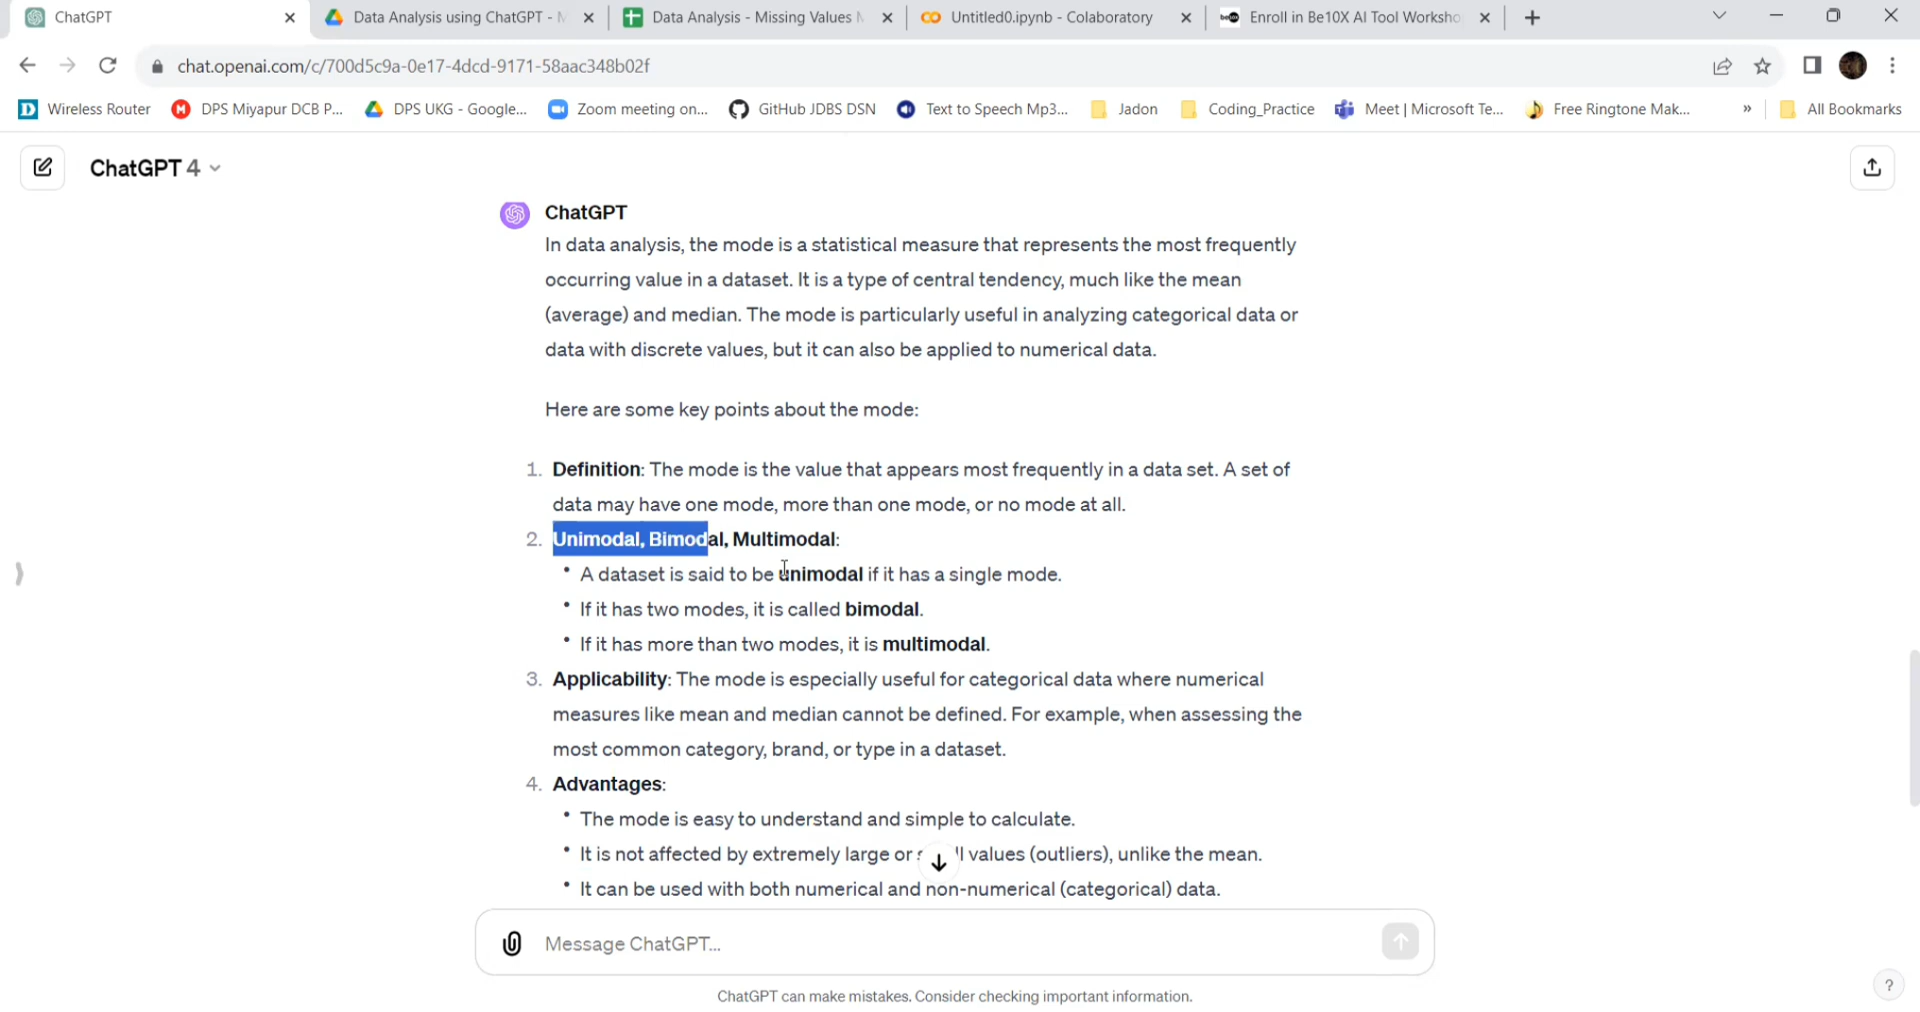 ChatGPT
Data Analysis using ChatGPT - M
Data Analysis - Missing Values M
Untitled0.ipynb - Colaboratory
Enroll in Be10X AI Tool Worksho
chat.openai.com/c/700d5c9a-0e17-4dcd-9171-58aac348b02f
Wireless Router
DPS Miyapur DCB P...
DPS UKG - Google...
Zoom meeting on...
GitHub JDBS DSN
Text to Speech Mp3...
Jadon
Coding_Practice
Meet | Microsoft Te...
Free Ringtone Mak...
»
All Bookmarks
ChatGPT 4
ChatGPT
In data analysis, the mode is a statistical measure that represents the most frequently
occurring value in a dataset. It is a type of central tendency, much like the mean
(average) and median. The mode is particularly useful in analyzing categorical data or
data with discrete values, but it can also be applied to numerical data.
Here are some key points about the mode:
1. Definition: The mode is the value that appears most frequently in a data set. A set of
data may have one mode, more than one mode, or no mode at all.
2. Unimodal, Bimodal, Multimodal:
• A dataset is said to be unimodal if it has a single mode.
• If it has two modes, it is called bimodal.
• If it has more than two modes, it is multimodal.
3. Applicability: The mode is especially useful for categorical data where numerical
measures like mean and median cannot be defined. For example, when assessing the
most common category, brand, or type in a dataset.
4. Advantages:
• The mode is easy to understand and simple to calculate.
• It is not affected by extremely large or values (outliers), unlike the mean.
• It can be used with both numerical and non-numerical (categorical) data.
Message ChatGPT...
ChatGPT can make mistakes. Consider checking important information.
?